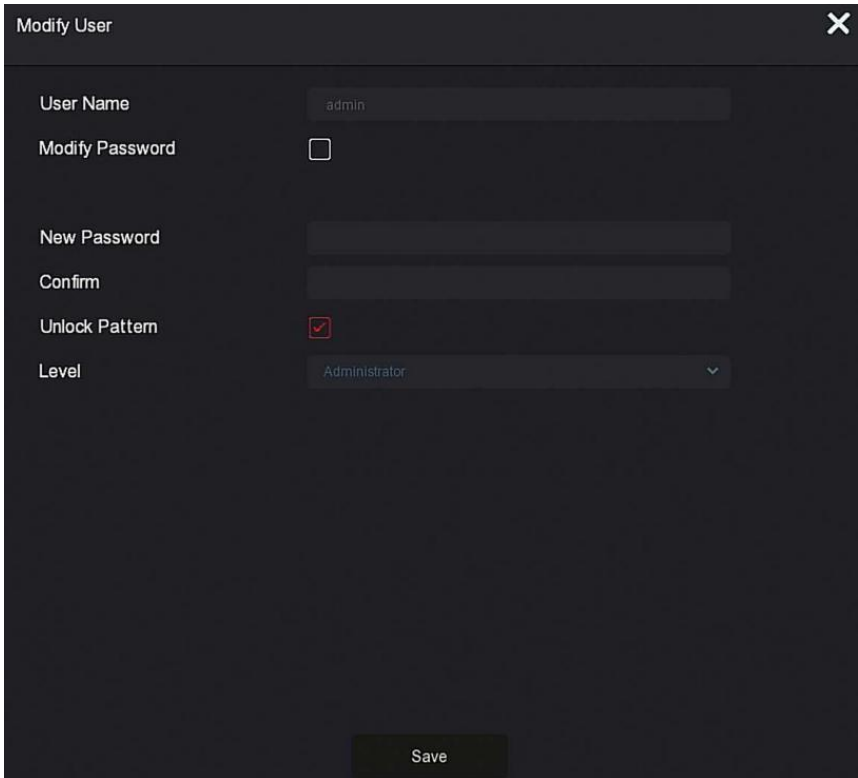 Modify User
User Name admin
Modify Password
New Password
Confirm
Unlock Pattern
Level Administrator
Save